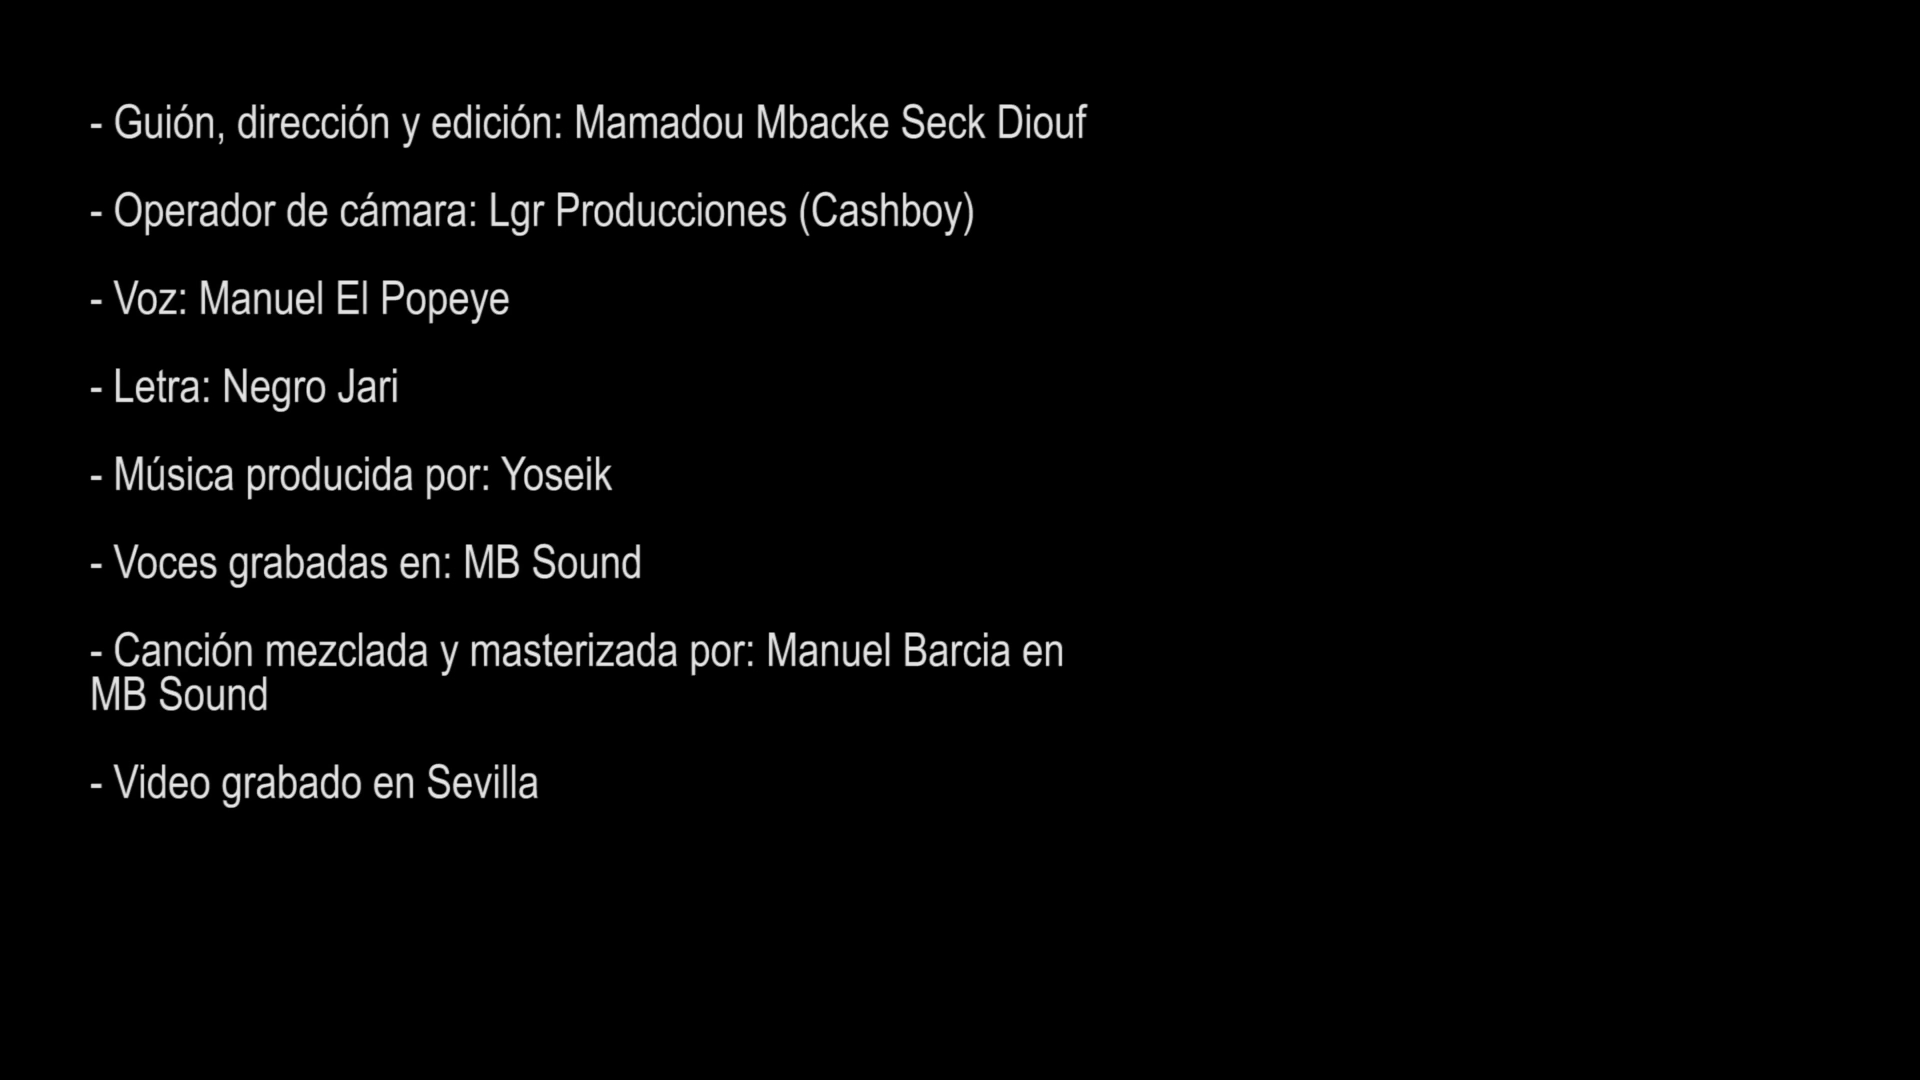 - Guión, dirección y edición: Mamadou Mbacke Seck Diouf
- Operador de cámara: Lgr Producciones (Cashboy)
- Voz: Manuel El Popeye
- Letra: Negro Jari
- Música producida por: Yoseik
- Voces grabadas en: MB Sound
- Canción mezclada y masterizada por: Manuel Barcia en
MB Sound
- Video grabado en Sevilla